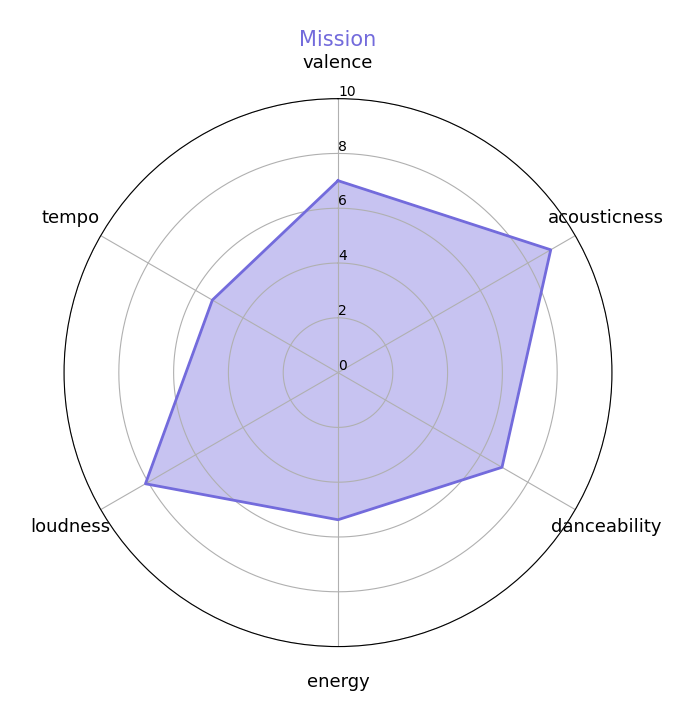 Mission
valence
10
8
6
4
2
0
tempo
acousticness
loudness
danceability
energy